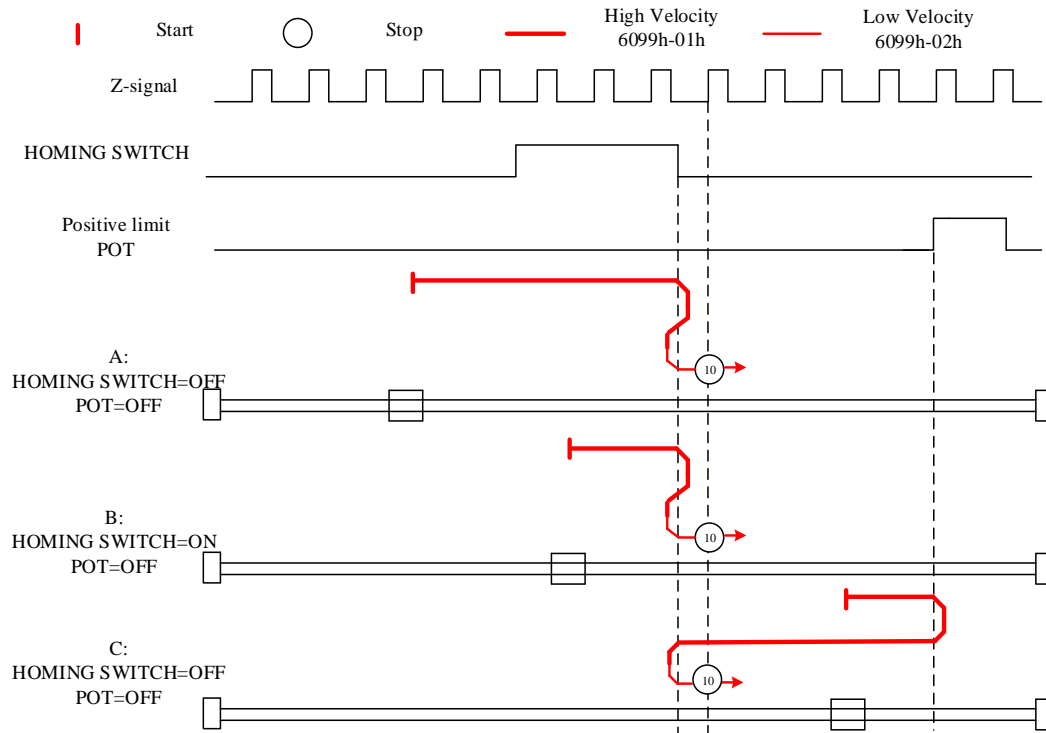 Start
Stop
High Velocity
6099h-01h
Low Velocity
6099h-02h
Z-signal
HOMING SWITCH
Positive limit
POT
A:
HOMING SWITCH=OFF
POT=OFF
10
B:
HOMING SWITCH=ON
POT=OFF
10
C:
HOMING SWITCH=OFF
POT=OFF
10